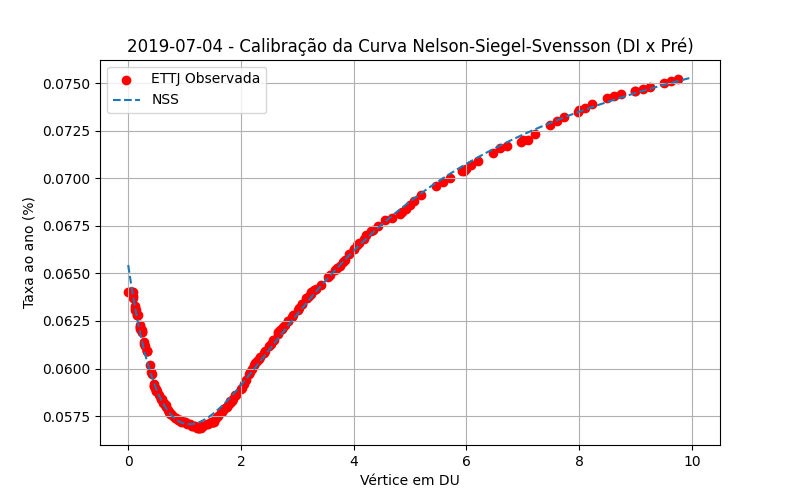 2019-07-04 - Calibração da Curva Nelson-Siegel-Svensson (DI x Pré)
ETTJ Observada
NSS
Taxa ao ano (%)
0.0750
0.0725
0.0700
0.0675
0.0650
0.0625
0.0600
0.0575
0 2 4 6 8 10
Vértice em DU